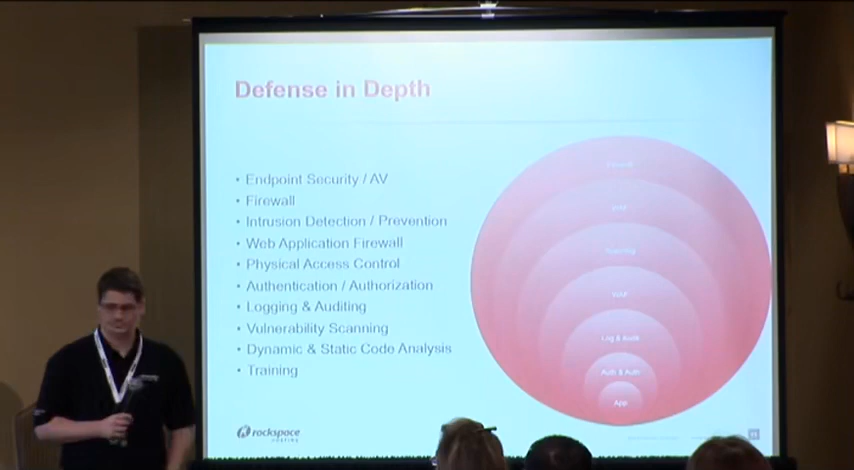 Defense in Depth
• Endpoint Security / AV
• Firewall
• Intrusion Detection / Prevention
• Web Application Firewall
• Physical Access Control
• Authentication / Authorization
• Logging & Auditing
• Vulnerability Scanning
• Dynamic & Static Code Analysis
• Training
Log & Audit
Auth & Auth
App
rackspace
HOSTING